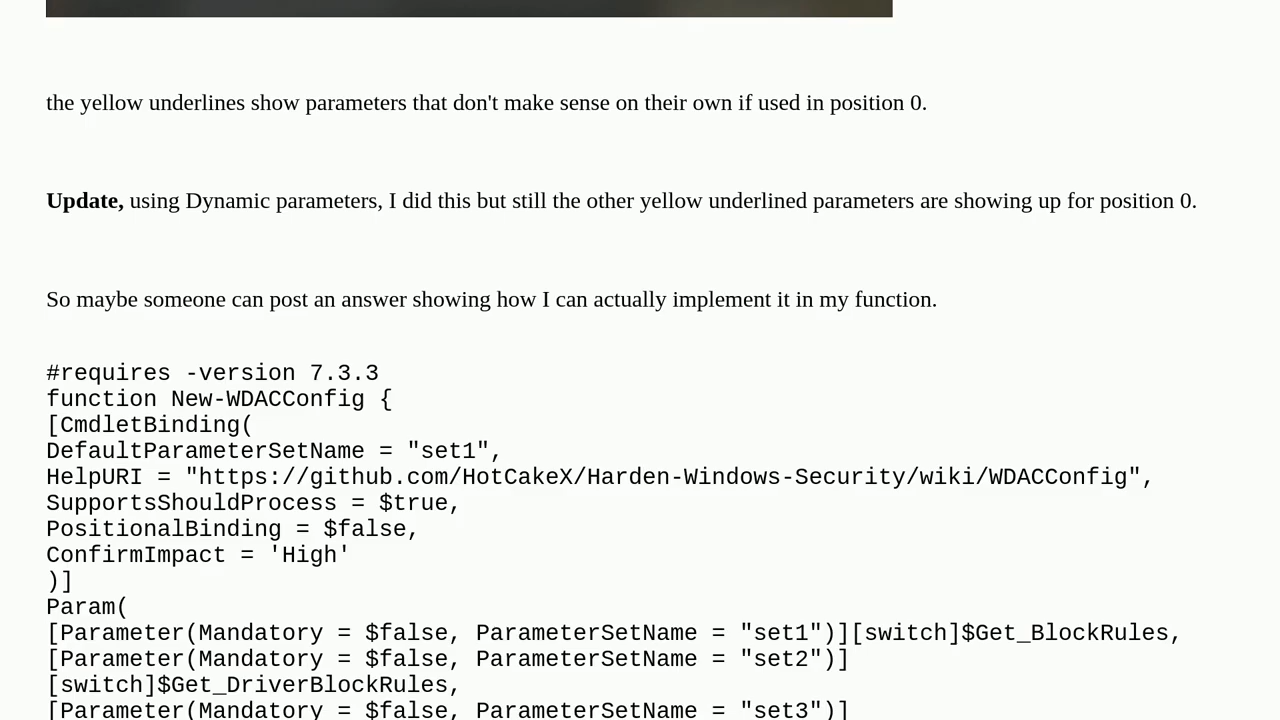 the yellow underlines show parameters that don't make sense on their own if used in position 0.
Update, using Dynamic parameters, I did this but still the other yellow underlined parameters are showing up for position 0.
So maybe someone can post an answer showing how I can actually implement it in my function.
#requires -version 7.3.3
function New-WDACConfig {
[CmdletBinding(
DefaultParameterSetName = "set1",
HelpURI = "https://github.com/HotCakeX/Harden-Windows-Security/wiki/WDACConfig",
SupportsShouldProcess = $true,
PositionalBinding = $false,
ConfirmImpact = 'High'
)]
Param(
[Parameter(Mandatory = $false, ParameterSetName = "set1")][switch]$Get_BlockRules,
[Parameter(Mandatory = $false, ParameterSetName = "set2")]
[switch]$Get_DriverBlockRules,
[Parameter(Mandatory = $false, ParameterSetName = "set3")]